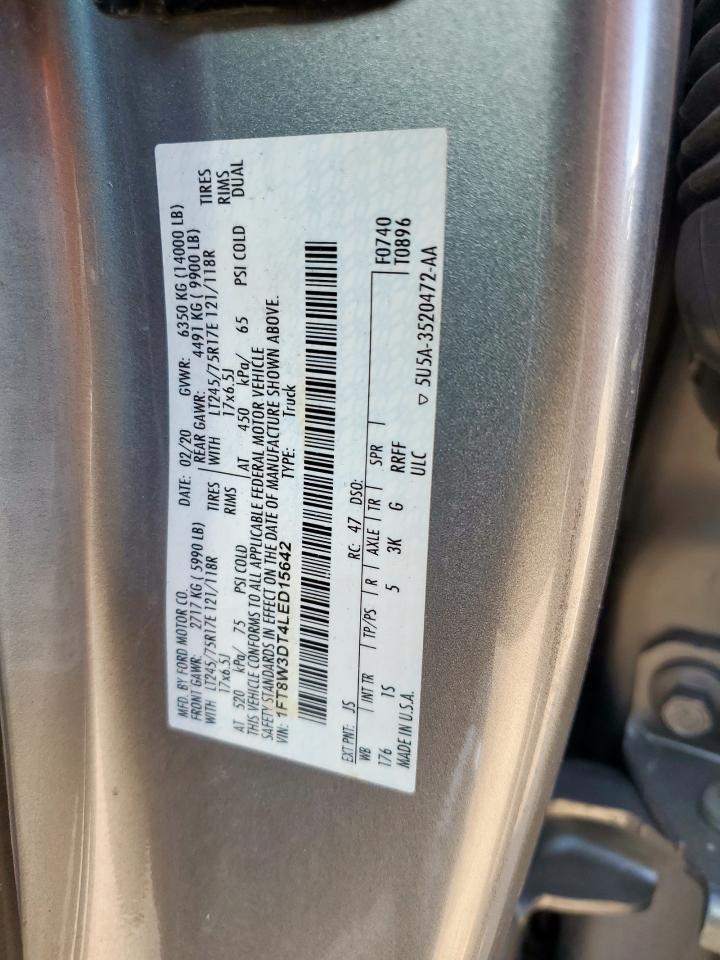 MFD. BY FORD MOTOR CO.
DATE: 02/20 GVWR: 6350 KG (14000 LB)
FRONT GAWR: 2717 KG ( 5990 LB)
REAR GAWR: 4491 KG ( 9900 LB)
WITH LT245/75R17E 121/118R TIRES
WITH LT245/75R17E 121/118R TIRES
17x6.5J RIMS
17x6.5J RIMS
AT 520 kPa/ 75 PSI COLD
AT 450 kPa/ 65 PSI COLD DUAL
THIS VEHICLE CONFORMS TO ALL APPLICABLE FEDERAL MOTOR VEHICLE
SAFETY STANDARDS IN EFFECT ON THE DATE OF MANUFACTURE SHOWN ABOVE.
VIN: 1FT8W3DT4LED15642 TYPE: Truck
F0740
T0896
EXT PNT: JS RC: 47 DSO:
WB INT TR TP/PS R AXLE TR SPR
176 TS 5 3K G RRFF
MADE IN U.S.A. ULC
▽ 5U5A-3520472-AA